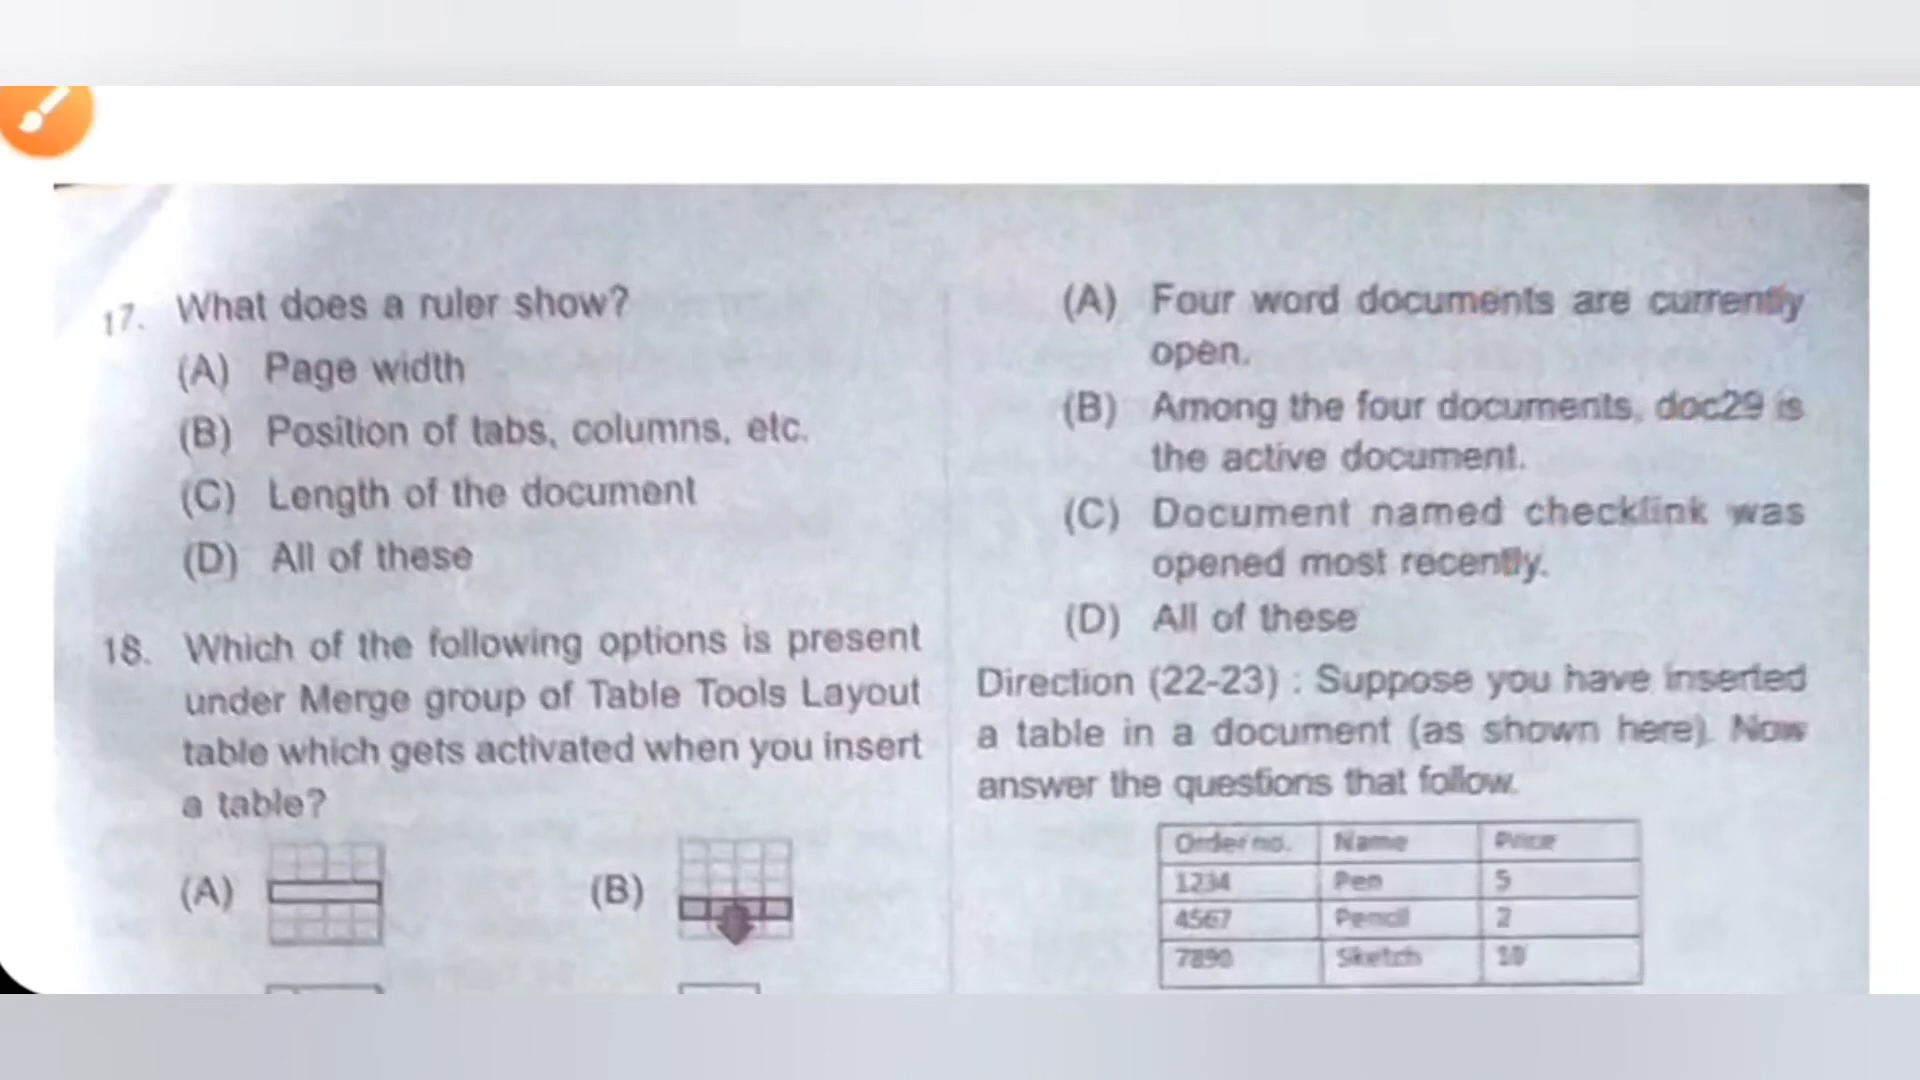 17. What does a ruler show?
(A) Page width
(B) Position of tabs, columns, etc.
(C) Length of the document
(D) All of these
18. Which of the following options is present
under Merge group of Table Tools Layout
table which gets activated when you insert
a table?
(A) (B)
(A) Four word documents are currently
open.
(B) Among the four documents, doc29 is
the active document.
(C) Document named checklink was
opened most recently.
(D) All of these
Direction (22-23) : Suppose you have inserted
a table in a document (as shown here). Now
answer the questions that follow.
Order no. Name Price
1234 Pen 5
4567 Pencil 2
7890 Sketch 10